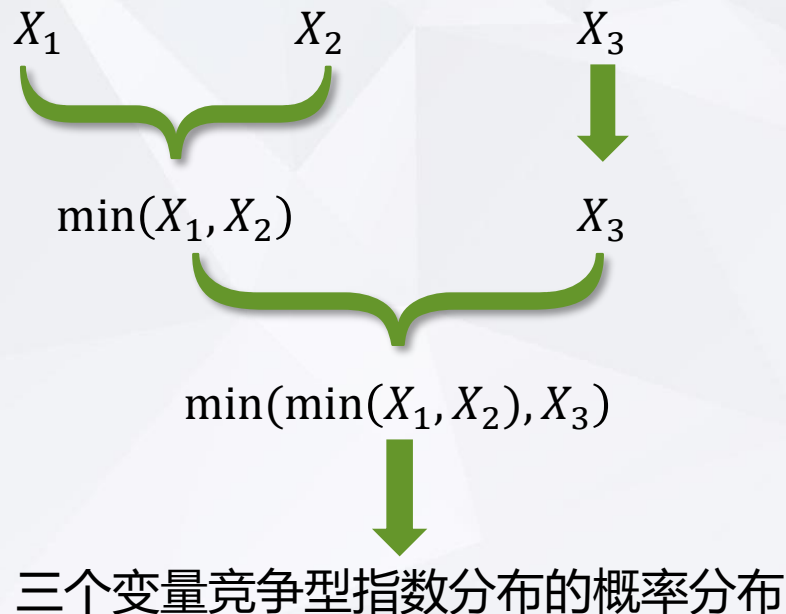 X₁ X₂ X₃
min(X₁, X₂) X₃
min(min(X₁, X₂), X₃)
三个变量竞争型指数分布的概率分布